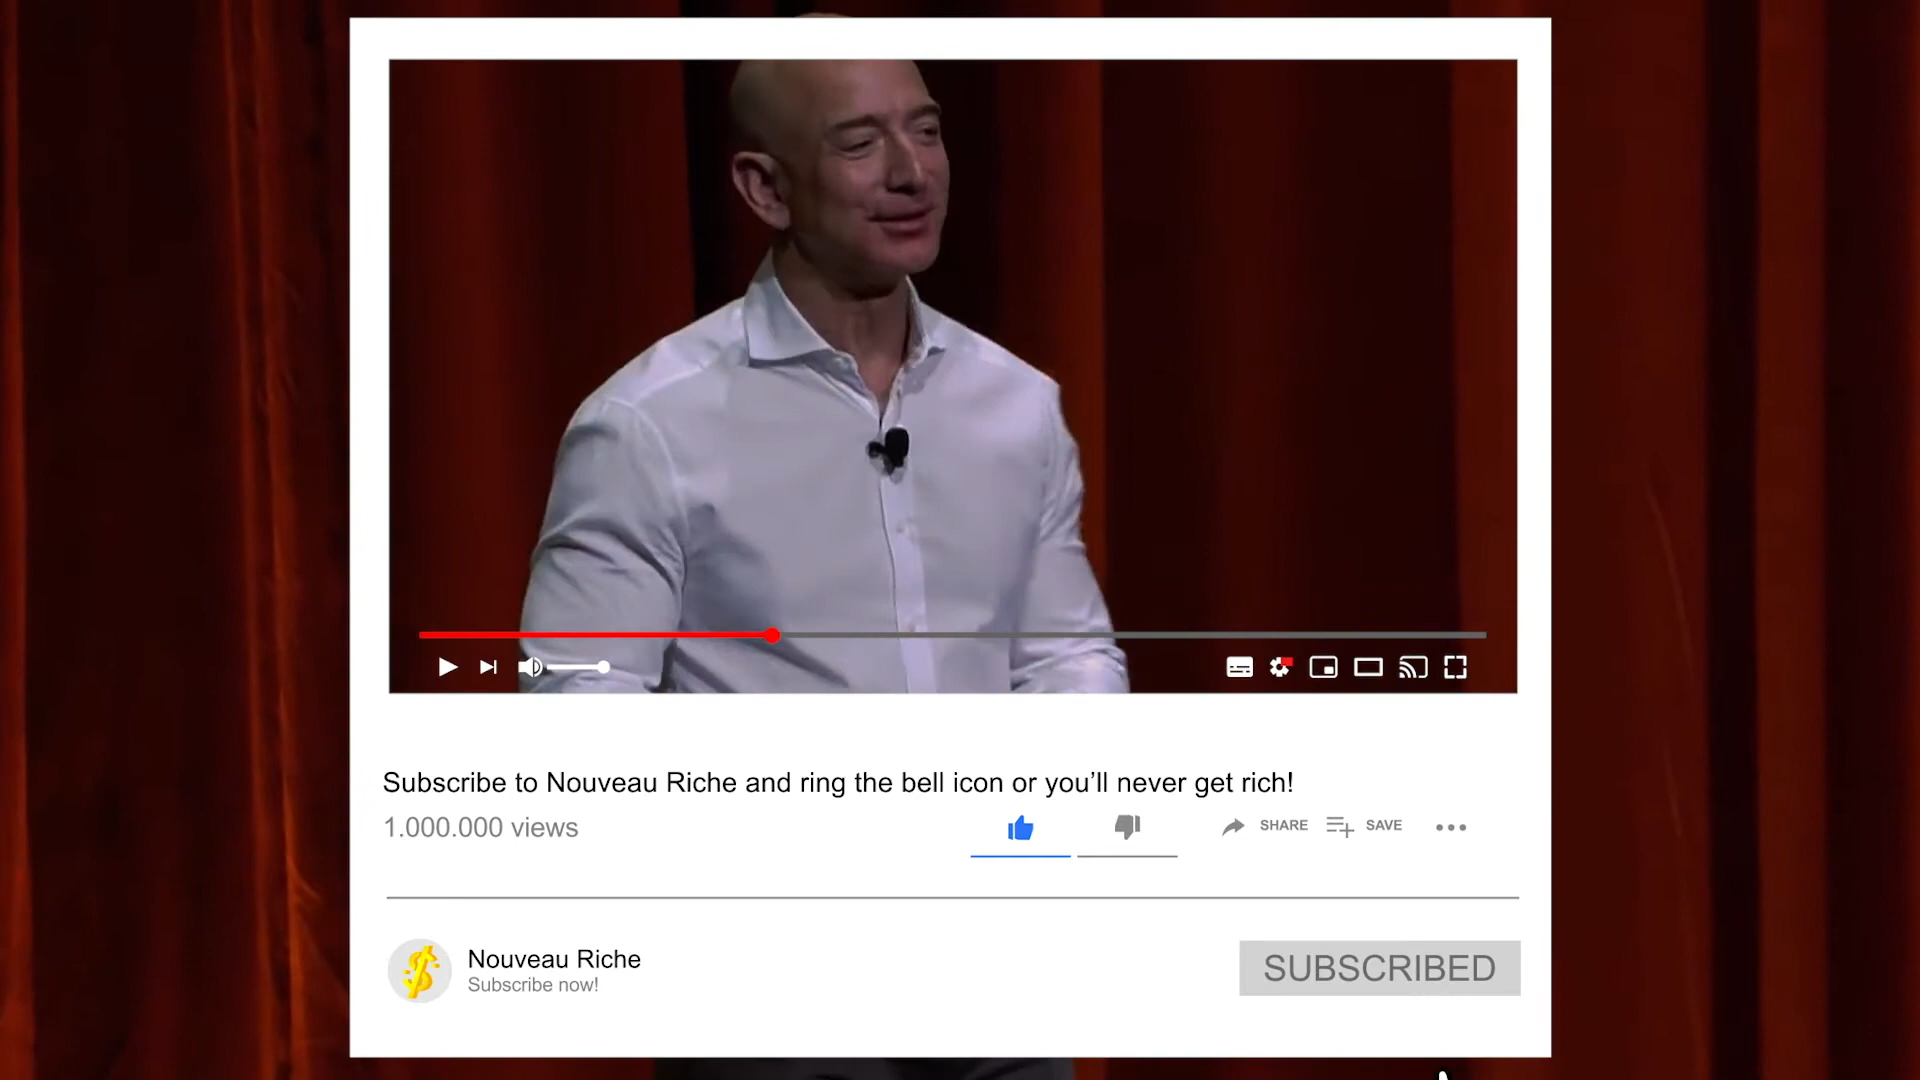 Subscribe to Nouveau Riche and ring the bell icon or you’ll never get rich!
1.000.000 views
SHARE
SAVE
Nouveau Riche
Subscribe now!
SUBSCRIBED